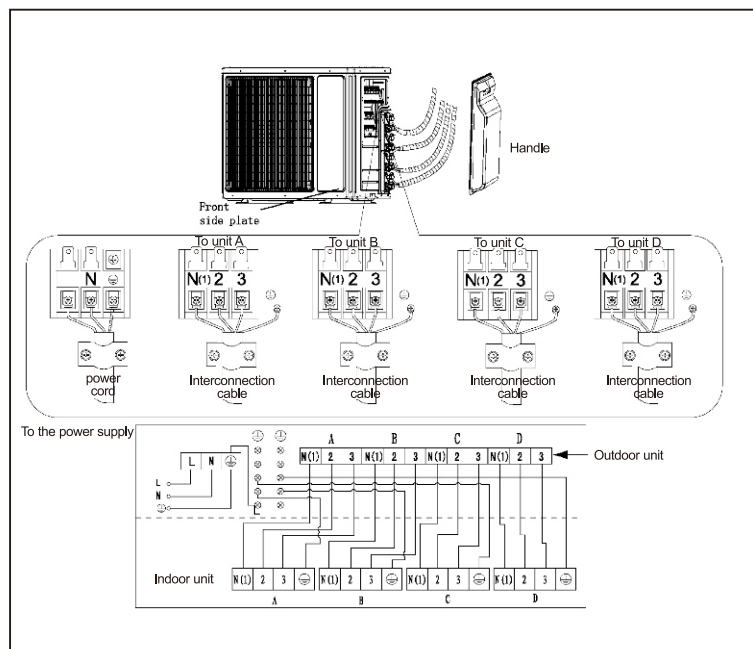 Handle
Front
side plate
To unit A
To unit B
To unit C
To unit D
N
N(1) 2 3
N(1) 2 3
N(1) 2 3
N(1) 2 3
power
cord
Interconnection
cable
Interconnection
cable
Interconnection
cable
Interconnection
cable
To the power supply
A B C D
L N
N(1) 2 3 N(1) 2 3 N(1) 2 3 N(1) 2 3
Outdoor unit
L
N
L
Indoor unit
N(1) 2 3 N(1) 2 3 N(1) 2 3 N(1) 2 3
A B C D